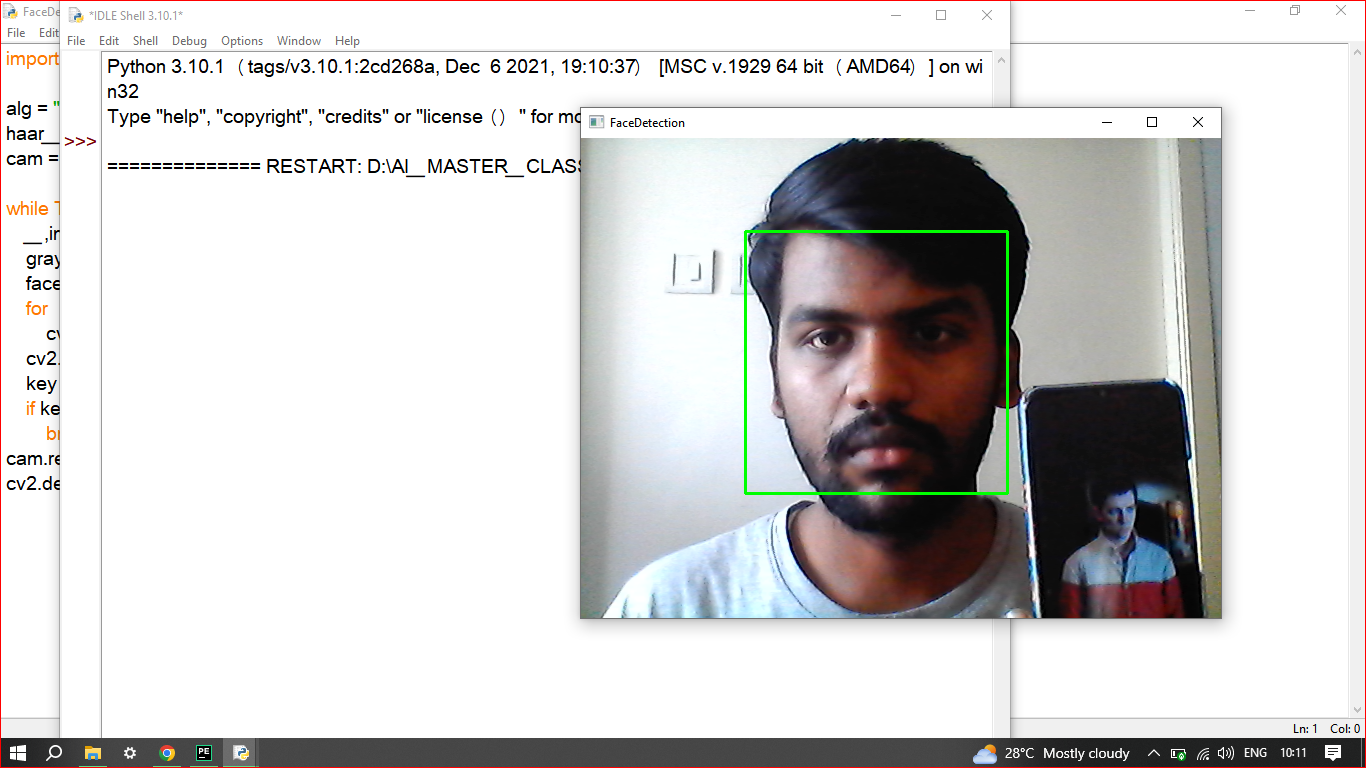 FaceDe
*IDLE Shell 3.10.1*
File Edit
File Edit Shell Debug Options Window Help
import
alg = "
haar__
cam =
while T
__,im
gray
face
for
cv
cv2.
key
if ke
br
cam.re
cv2.de
>>>
Python 3.10.1 (tags/v3.10.1:2cd268a, Dec 6 2021, 19:10:37) [MSC v.1929 64 bit (AMD64)] on wi
n32
Type "help", "copyright", "credits" or "license ()" for mo
============== RESTART: D:\AI__MASTER__CLASS
FaceDetection
Ln: 1 Col: 0
PE
28°C Mostly cloudy
ENG
10:11